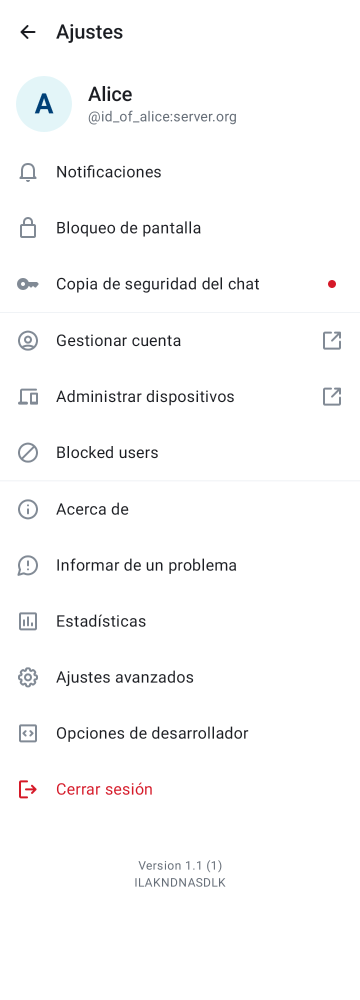 Ajustes
A
Alice
@id_of_alice:server.org
Notificaciones
Bloqueo de pantalla
Copia de seguridad del chat
Gestionar cuenta
Administrar dispositivos
Blocked users
Acerca de
Informar de un problema
Estadísticas
Ajustes avanzados
Opciones de desarrollador
Cerrar sesión
Version 1.1 (1)
ILAKNDNASDLK